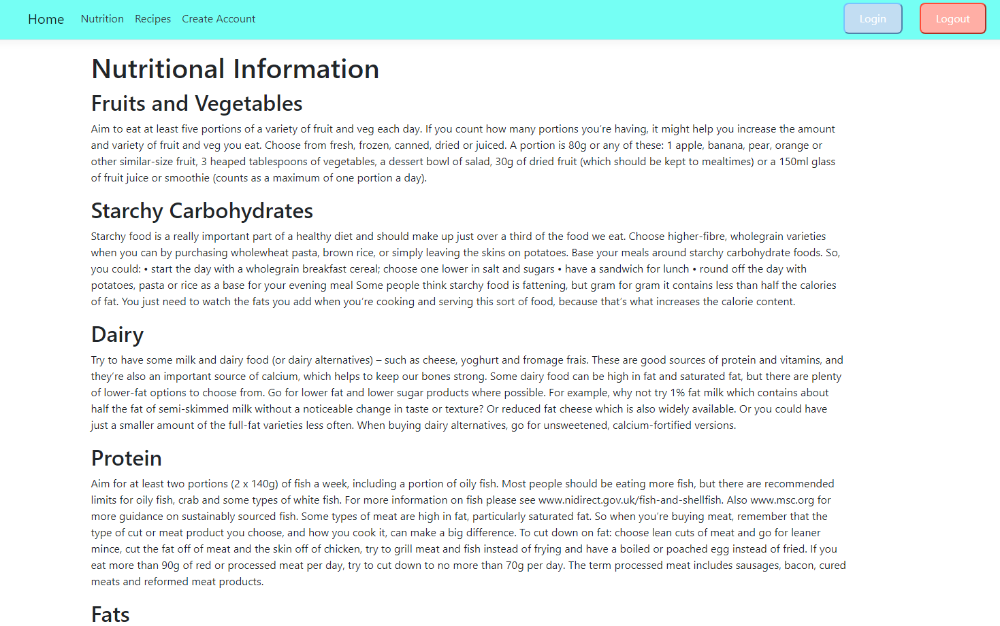 Home Nutrition Recipes Create Account Login Logout
Nutritional Information
Fruits and Vegetables
Aim to eat at least five portions of a variety of fruit and veg each day. If you count how many portions you’re having, it might help you increase the amount
and variety of fruit and veg you eat. Choose from fresh, frozen, canned, dried or juiced. A portion is 80g or any of these: 1 apple, banana, pear, orange or
other similar-size fruit, 3 heaped tablespoons of vegetables, a dessert bowl of salad, 30g of dried fruit (which should be kept to mealtimes) or a 150ml glass
of fruit juice or smoothie (counts as a maximum of one portion a day).
Starchy Carbohydrates
Starchy food is a really important part of a healthy diet and should make up just over a third of the food we eat. Choose higher-fibre, wholegrain varieties
when you can by purchasing wholewheat pasta, brown rice, or simply leaving the skins on potatoes. Base your meals around starchy carbohydrate foods. So,
you could: • start the day with a wholegrain breakfast cereal; choose one lower in salt and sugars • have a sandwich for lunch • round off the day with
potatoes, pasta or rice as a base for your evening meal Some people think starchy food is fattening, but gram for gram it contains less than half the calories
of fat. You just need to watch the fats you add when you’re cooking and serving this sort of food, because that’s what increases the calorie content.
Dairy
Try to have some milk and dairy food (or dairy alternatives) – such as cheese, yoghurt and fromage frais. These are good sources of protein and vitamins, and
they’re also an important source of calcium, which helps to keep our bones strong. Some dairy food can be high in fat and saturated fat, but there are plenty
of lower-fat options to choose from. Go for lower fat and lower sugar products where possible. For example, why not try 1% fat milk which contains about
half the fat of semi-skimmed milk without a noticeable change in taste or texture? Or reduced fat cheese which is also widely available. Or you could have
just a smaller amount of the full-fat varieties less often. When buying dairy alternatives, go for unsweetened, calcium-fortified versions.
Protein
Aim for at least two portions (2 x 140g) of fish a week, including a portion of oily fish. Most people should be eating more fish, but there are recommended
limits for oily fish, crab and some types of white fish. For more information on fish please see www.nidirect.gov.uk/fish-and-shellfish. Also www.msc.org for
more guidance on sustainably sourced fish. Some types of meat are high in fat, particularly saturated fat. So when you’re buying meat, remember that the
type of cut or meat product you choose, and how you cook it, can make a big difference. To cut down on fat: choose lean cuts of meat and go for leaner
mince, cut the fat off of meat and the skin off of chicken, try to grill meat and fish instead of frying and have a boiled or poached egg instead of fried. If you
eat more than 90g of red or processed meat per day, try to cut down to no more than 70g per day. The term processed meat includes sausages, bacon, cured
meats and reformed meat products.
Fats